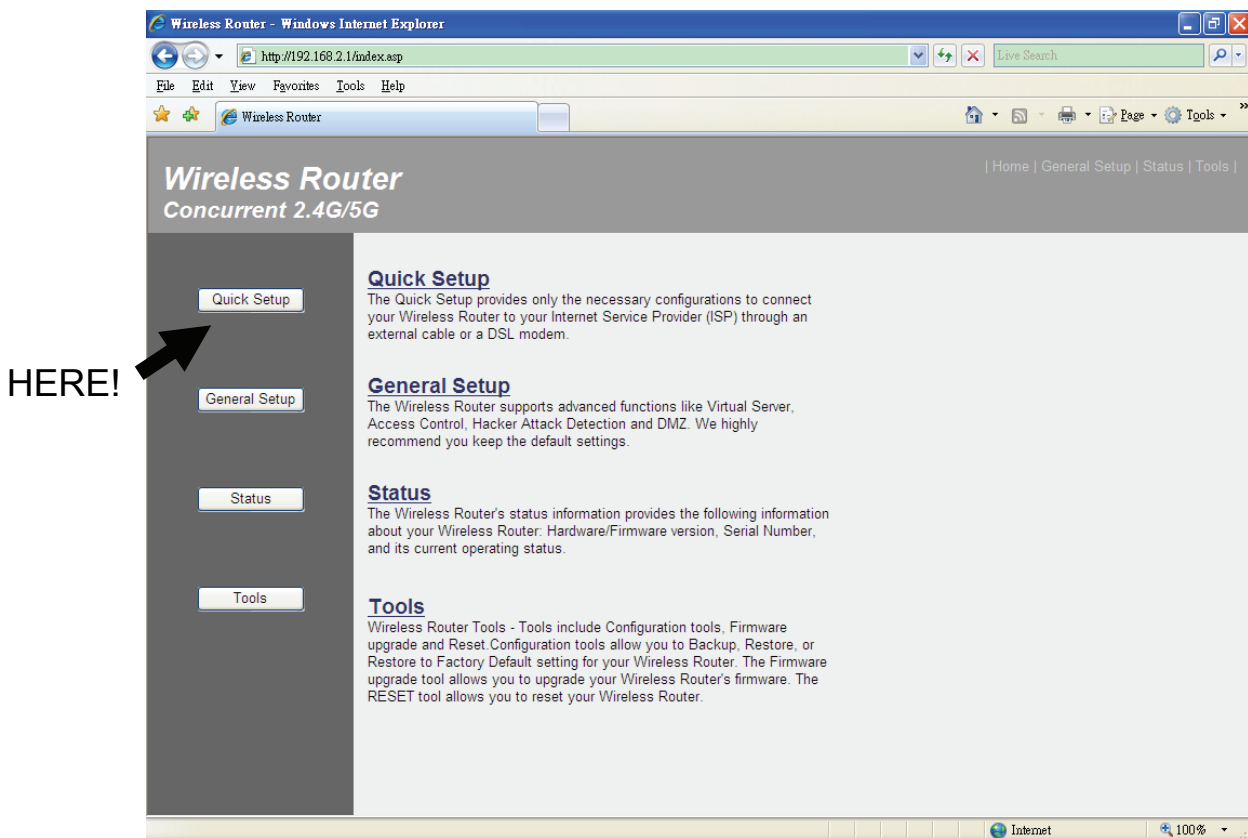 Wireless Router - Windows Internet Explorer
http://192.168.2.1/index.asp
Live Search
File Edit View Favorites Tools Help
Wireless Router
Page
Tools
»
Wireless Router
Concurrent 2.4G/5G
| Home | General Setup | Status | Tools |
Quick Setup
Quick Setup
The Quick Setup provides only the necessary configurations to connect
your Wireless Router to your Internet Service Provider (ISP) through an
external cable or a DSL modem.
HERE!
General Setup
General Setup
The Wireless Router supports advanced functions like Virtual Server,
Access Control, Hacker Attack Detection and DMZ. We highly
recommend you keep the default settings.
Status
Status
The Wireless Router's status information provides the following information
about your Wireless Router: Hardware/Firmware version, Serial Number,
and its current operating status.
Tools
Tools
Wireless Router Tools - Tools include Configuration tools, Firmware
upgrade and Reset.Configuration tools allow you to Backup, Restore, or
Restore to Factory Default setting for your Wireless Router. The Firmware
upgrade tool allows you to upgrade your Wireless Router's firmware. The
RESET tool allows you to reset your Wireless Router.
Internet
100%